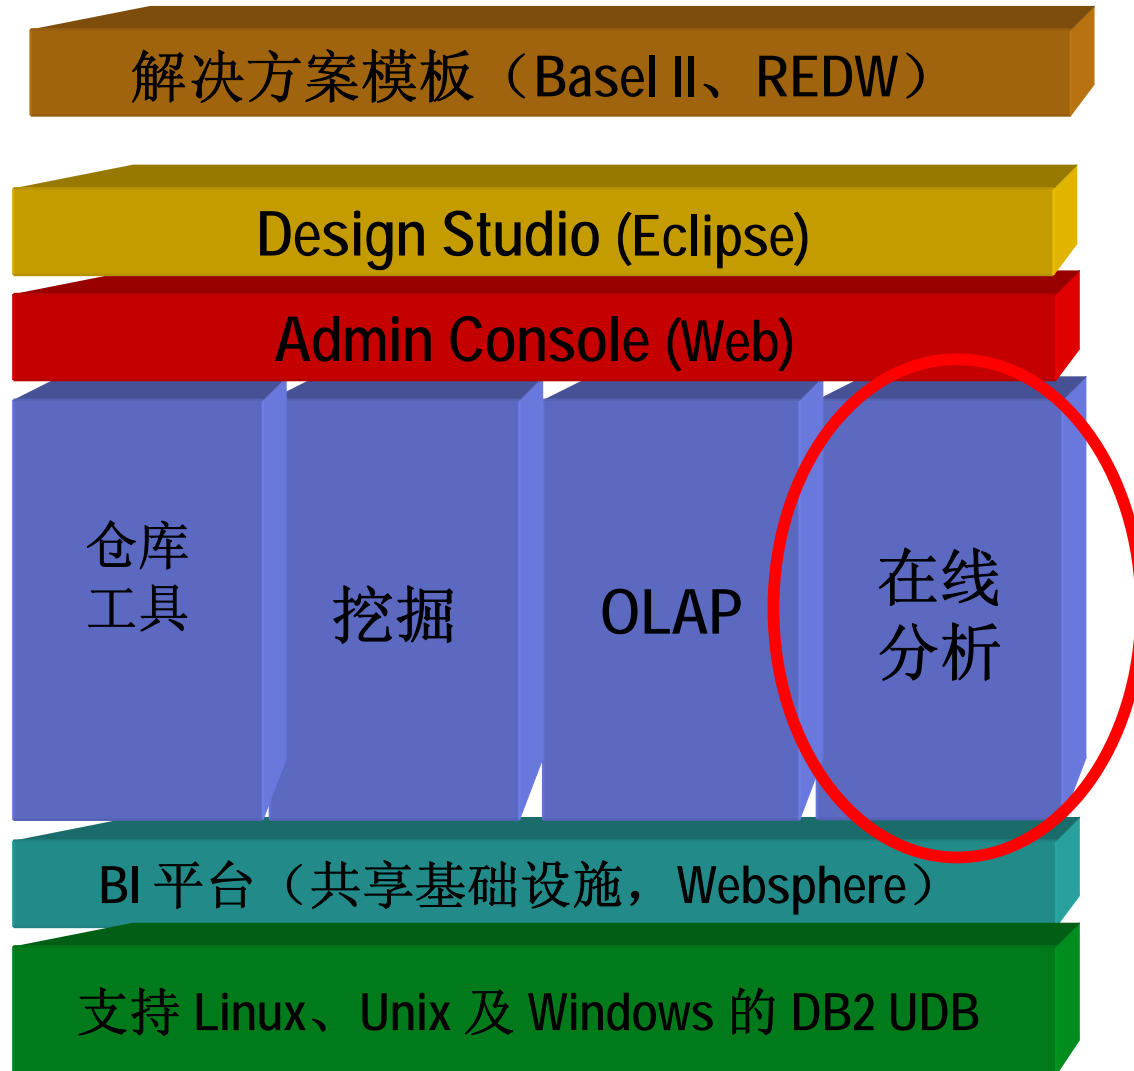 解决方案模板（Basel II、REDW）
Design Studio (Eclipse)
Admin Console (Web)
仓库
工具
挖掘
OLAP
在线
分析
BI 平台（共享基础设施，Websphere）
支持 Linux、Unix 及 Windows 的 DB2 UDB